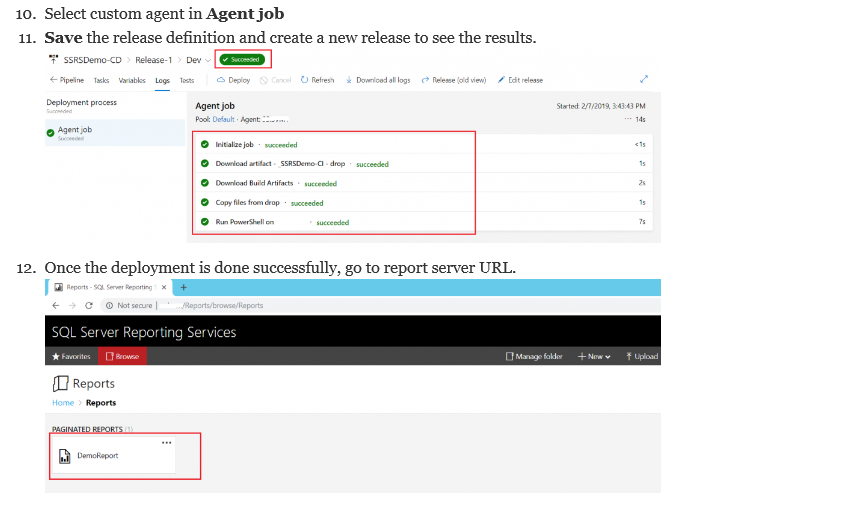 10. Select custom agent in Agent job
11. Save the release definition and create a new release to see the results.
SSRSDemo-CD > Release-1 > Dev Succeeded
Pipeline Tasks Variables Logs Tests Deploy Cancel Refresh Download all logs Release (old view) Edit release
Deployment process
Succeeded
Agent job
Succeeded
Agent job Started: 2/7/2019, 3:43:43 PM
Pool: Default · Agent: ··· 14s
Initialize job · succeeded <1s
Download artifact - _SSRSDemo-CI - drop · succeeded 1s
Download Build Artifacts · succeeded 2s
Copy files from drop · succeeded 1s
Run PowerShell on · succeeded 7s
12. Once the deployment is done successfully, go to report server URL.
Reports - SQL Server Reporting S × +
Not secure | /Reports/browse/Reports
SQL Server Reporting Services
Favorites Browse Manage folder New Upload
Reports
Home > Reports
PAGINATED REPORTS (1)
DemoReport